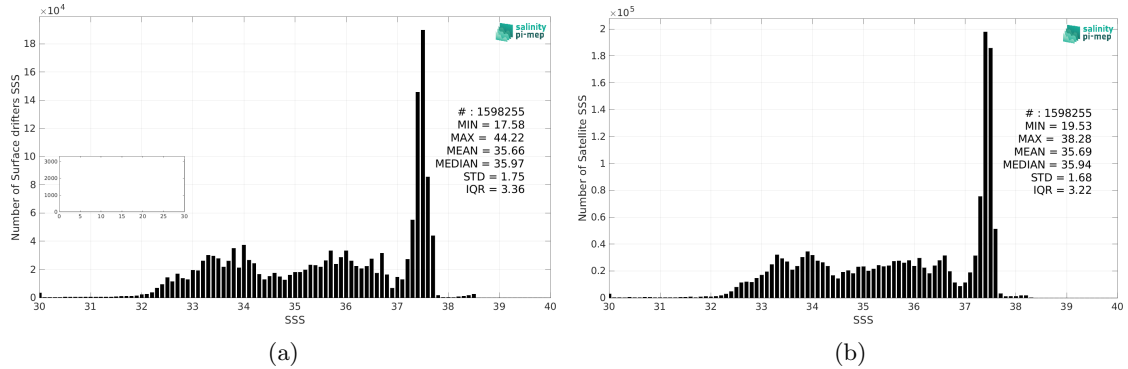 ×10⁴
salinity
pi-mep
Number of Surface drifters SSS
18
16
14
12
10
8
6
4
2
0
# : 1598255
MIN = 17.58
MAX = 44.22
MEAN = 35.66
MEDIAN = 35.97
STD = 1.75
IQR = 3.36
3000
2000
1000
0
0 5 10 15 20 25 30
30 31 32 33 34 35 36 37 38 39 40
SSS
(a)
×10⁵
salinity
pi-mep
Number of Satellite SSS
2
1.8
1.6
1.4
1.2
1
0.8
0.6
0.4
0.2
0
# : 1598255
MIN = 19.53
MAX = 38.28
MEAN = 35.69
MEDIAN = 35.94
STD = 1.68
IQR = 3.22
30 31 32 33 34 35 36 37 38 39 40
SSS
(b)